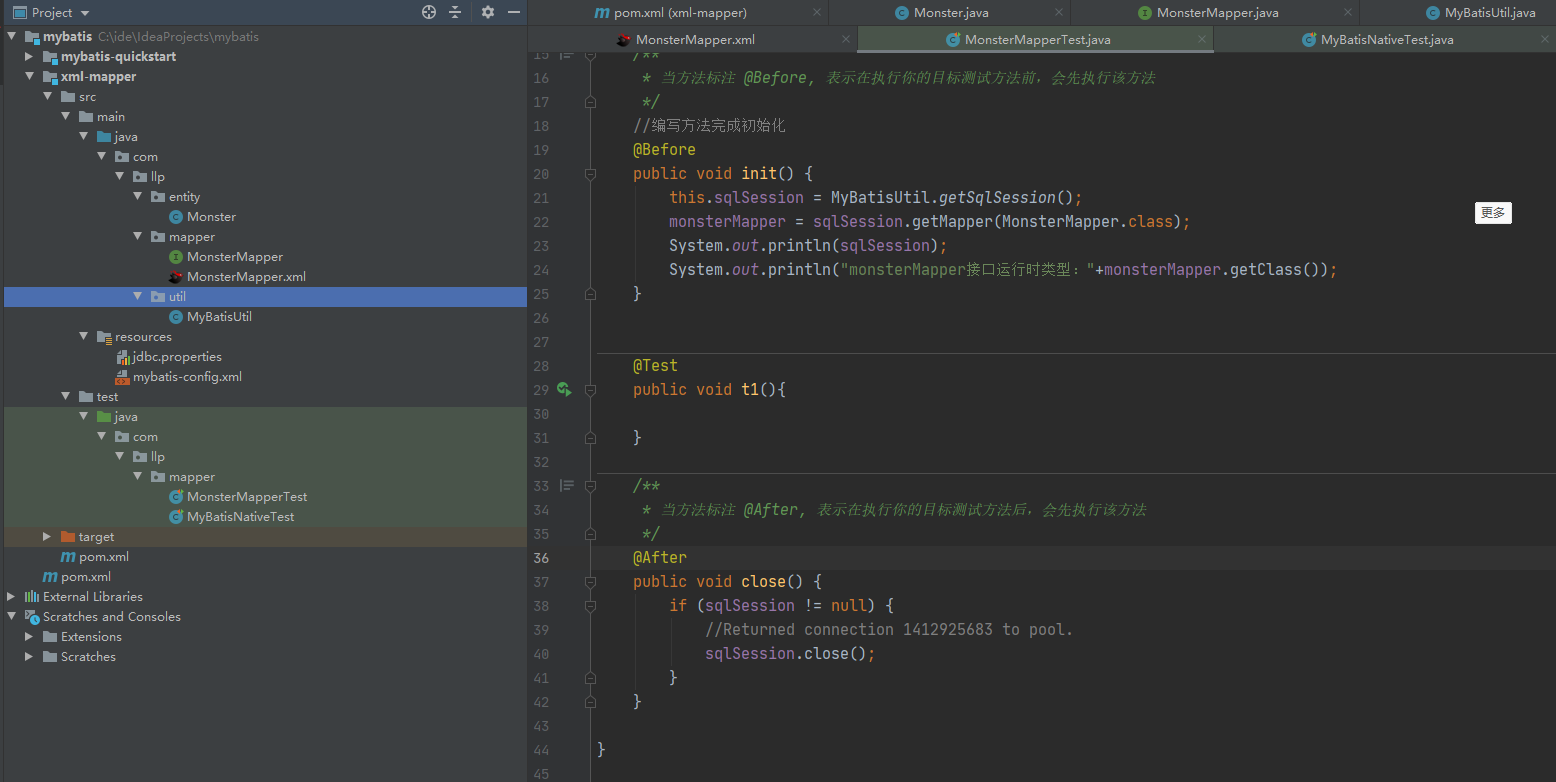 Project
mybatis C:\ide\IdeaProjects\mybatis
mybatis-quickstart
xml-mapper
src
main
java
com
llp
entity
Monster
mapper
MonsterMapper
MonsterMapper.xml
util
MyBatisUtil
resources
jdbc.properties
mybatis-config.xml
test
java
com
llp
mapper
MonsterMapperTest
MyBatisNativeTest
target
pom.xml
pom.xml
External Libraries
Scratches and Consoles
Extensions
Scratches
pom.xml (xml-mapper)
Monster.java
MonsterMapper.java
MyBatisUtil.java
MonsterMapper.xml
MonsterMapperTest.java
MyBatisNativeTest.java
15 /**
16 * 当方法标注 @Before, 表示在执行你的目标测试方法前，会先执行该方法
17 */
18 //编写方法完成初始化
19 @Before
20 public void init() {
21 this.sqlSession = MyBatisUtil.getSqlSession();
22 monsterMapper = sqlSession.getMapper(MonsterMapper.class);
更多
23 System.out.println(sqlSession);
24 System.out.println("monsterMapper接口运行时类型："+monsterMapper.getClass());
25 }
26
27
28 @Test
29 public void t1(){
30
31 }
32
33 /**
34 * 当方法标注 @After, 表示在执行你的目标测试方法后，会先执行该方法
35 */
36 @After
37 public void close() {
38 if (sqlSession != null) {
39 //Returned connection 1412925683 to pool.
40 sqlSession.close();
41 }
42 }
43
44 }
45